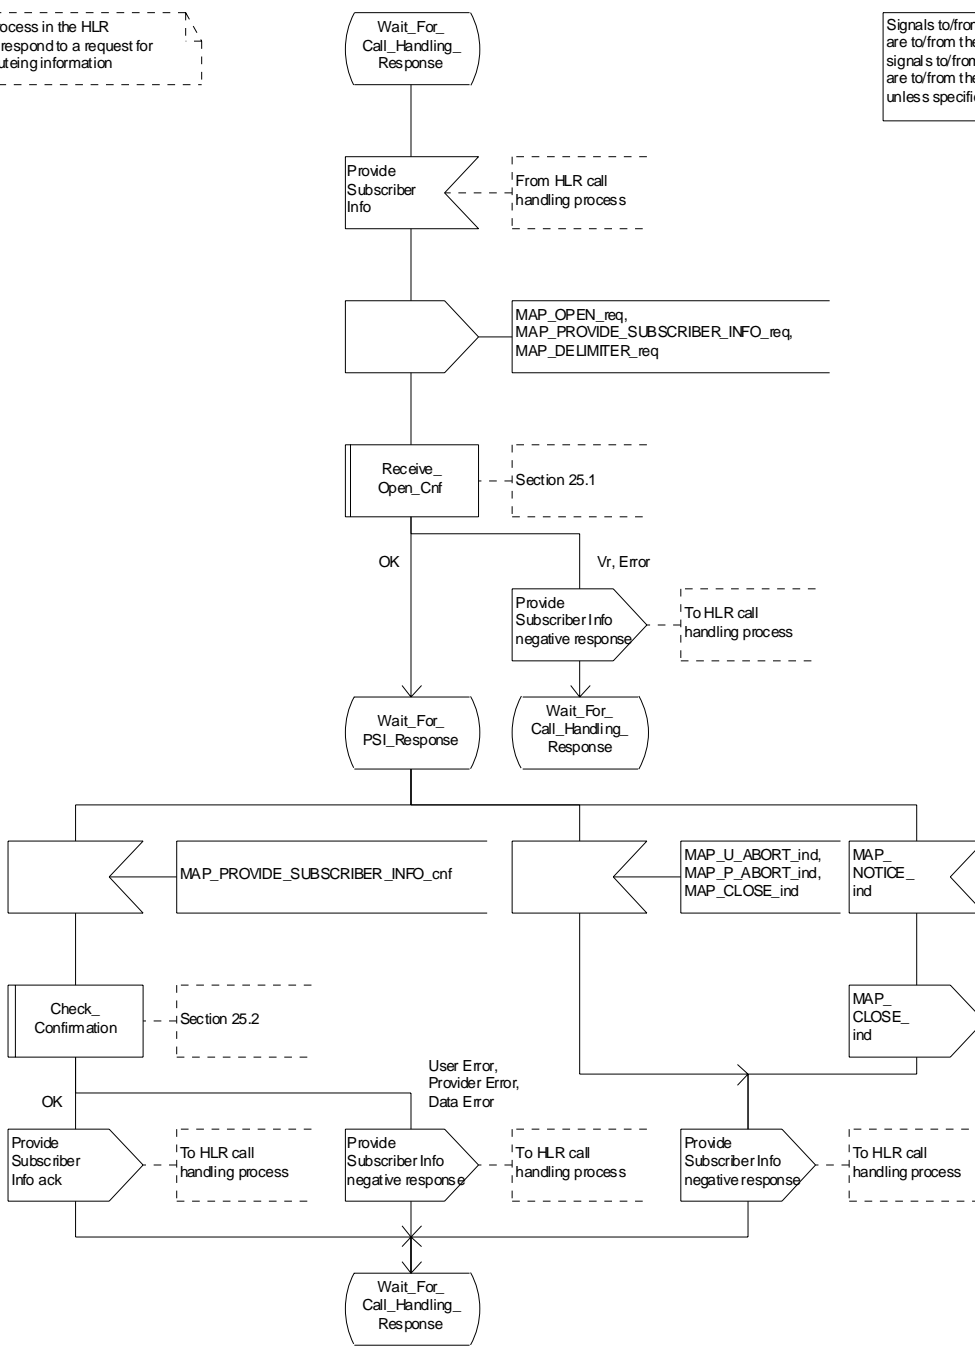 ocess in the HLR
respond to a request for
uteing information
Wait_For_
Call_Handling_
Response
Signals to/from
are to/from the
signals to/from
are to/from the
unless specifi
Provide
Subscriber
Info
From HLR call
handling process
MAP_OPEN_req,
MAP_PROVIDE_SUBSCRIBER_INFO_req,
MAP_DELIMITER_req
Receive_
Open_Cnf
Section 25.1
OK
Vr, Error
Provide
Subscriber Info
negative response
To HLR call
handling process
Wait_For_
PSI_Response
Wait_For_
Call_Handling_
Response
MAP_PROVIDE_SUBSCRIBER_INFO_cnf
MAP_U_ABORT_ind,
MAP_P_ABORT_ind,
MAP_CLOSE_ind
MAP_
NOTICE_
ind
Check_
Confirmation
Section 25.2
MAP_
CLOSE_
ind
OK
User Error,
Provider Error,
Data Error
Provide
Subscriber
Info ack
To HLR call
handling process
Provide
Subscriber Info
negative response
To HLR call
handling process
Provide
Subscriber Info
negative response
To HLR call
handling process
Wait_For_
Call_Handling_
Response